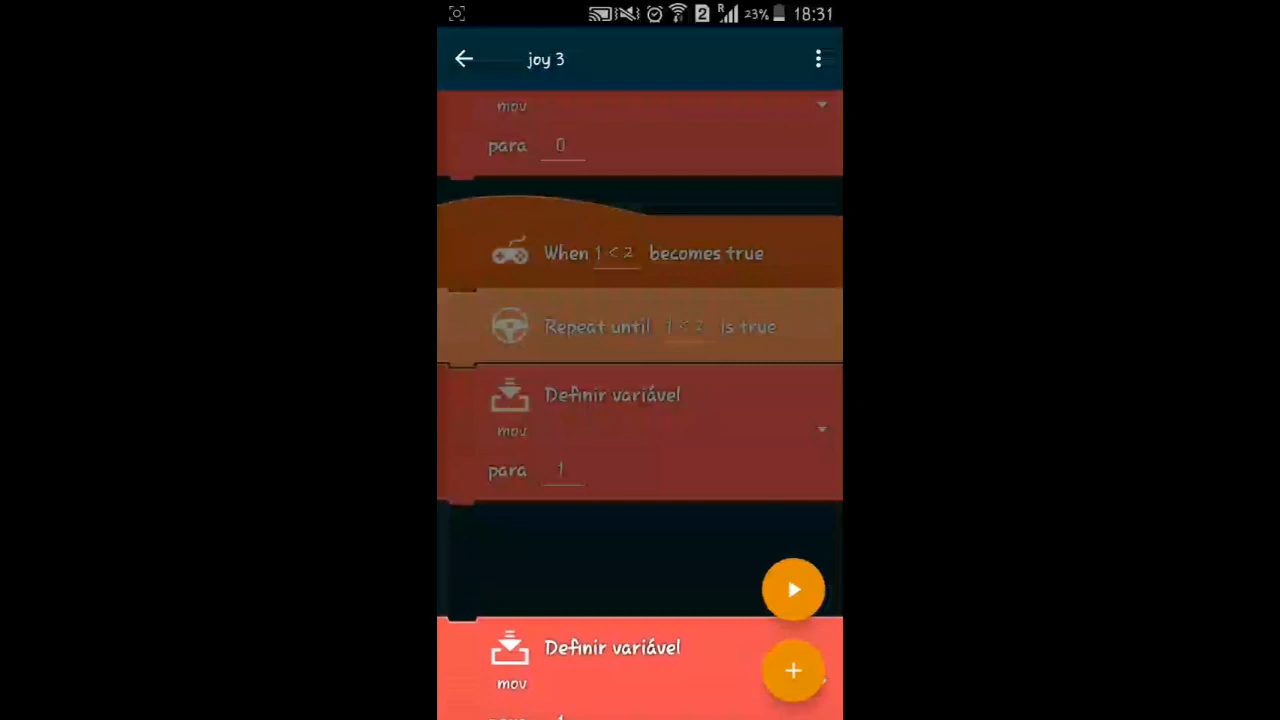 2 R 23% 18:31
joy 3
mov
para 0
When 1 < 2 becomes true
Repeat until 1 < 2 is true
Definir variável
mov
para 1
Definir variável
mov